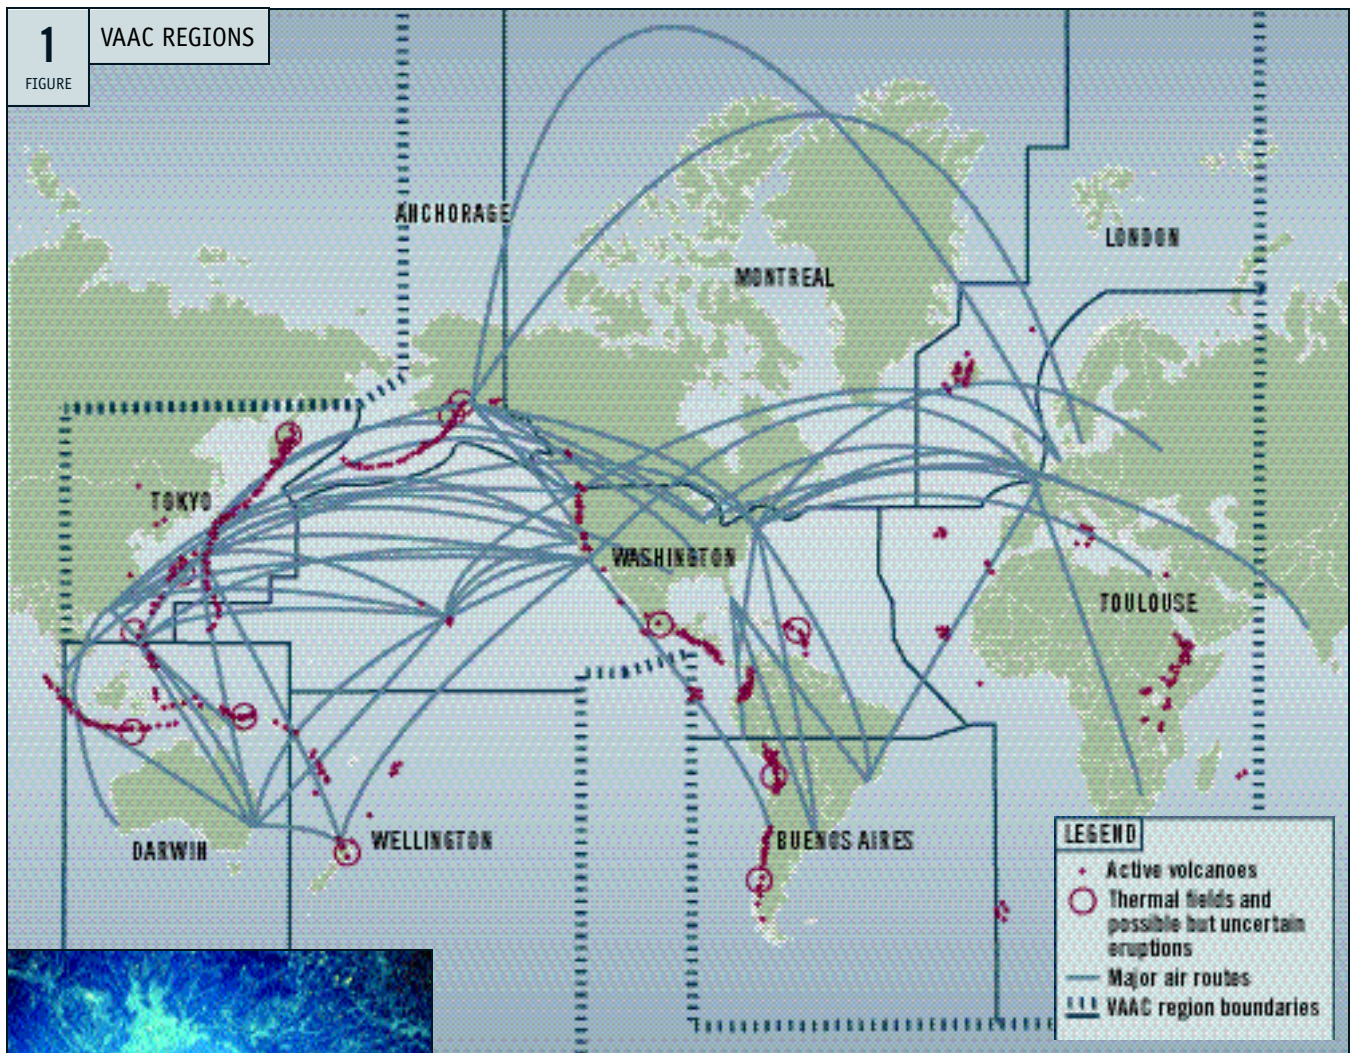 1
FIGURE
VAAC REGIONS
ANCHORAGE
LONDON
MONTREAL
TOKYO
WASHINGTON
TOULOUSE
DARWIN
WELLINGTON
BUENOS AIRES
LEGEND
Active volcanoes
Thermal fields and
possible but uncertain
eruptions
Major air routes
VAAC region boundaries